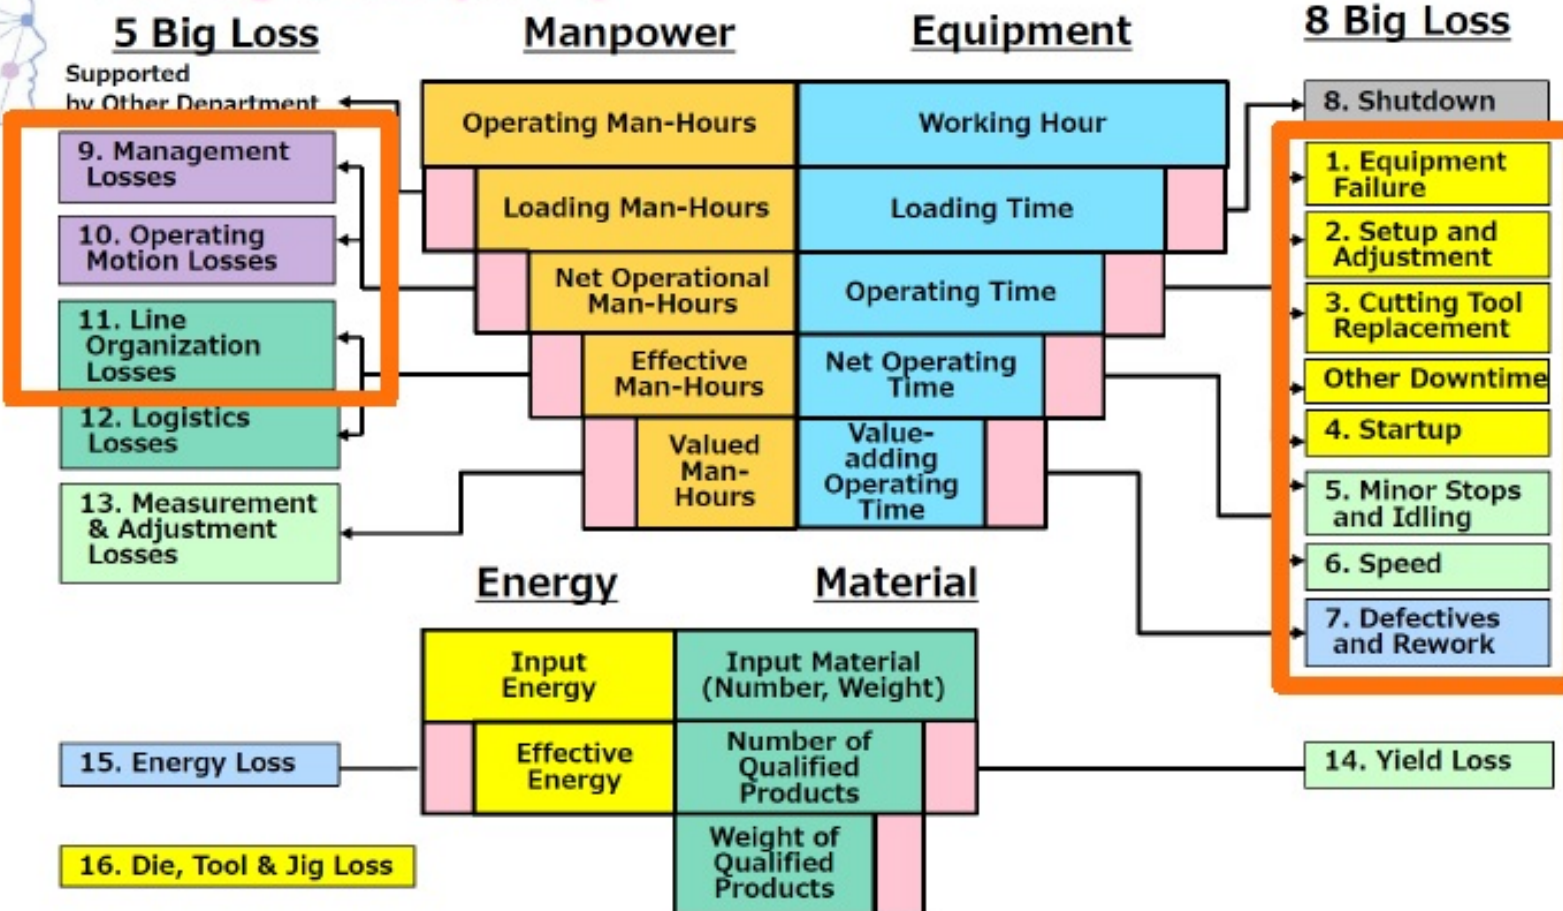 5 Big Loss
Manpower
Equipment
8 Big Loss
Supported
by Other Department
Operating Man-Hours
Working Hour
8. Shutdown
9. Management
Losses
1. Equipment
Failure
Loading Man-Hours
Loading Time
10. Operating
Motion Losses
2. Setup and
Adjustment
Net Operational
Man-Hours
Operating Time
3. Cutting Tool
Replacement
11. Line
Organization
Losses
Effective
Man-Hours
Net Operating
Time
Other Downtime
12. Logistics
Losses
Valued
Man-
Hours
Value-
adding
Operating
Time
4. Startup
13. Measurement
& Adjustment
Losses
5. Minor Stops
and Idling
6. Speed
7. Defectives
and Rework
Energy
Material
Input
Energy
Input Material
(Number, Weight)
15. Energy Loss
Effective
Energy
Number of
Qualified
Products
14. Yield Loss
16. Die, Tool & Jig Loss
Weight of
Qualified
Products